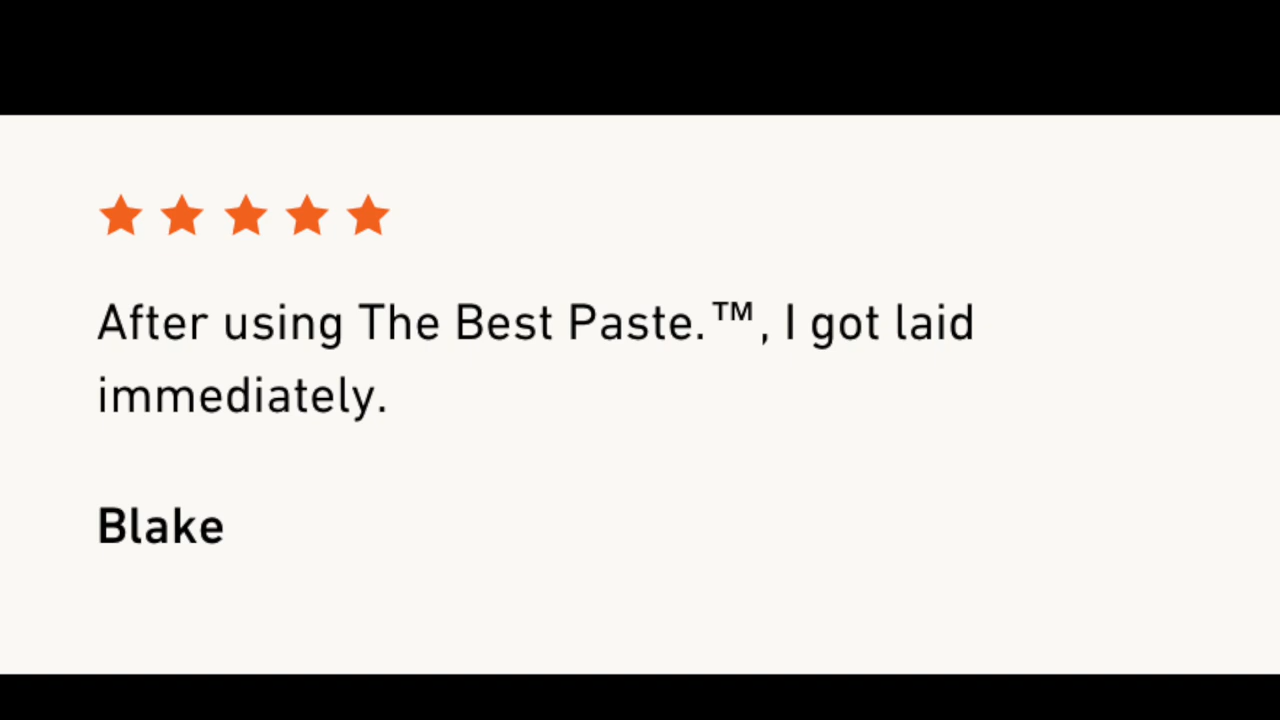 After using The Best Paste.™, I got laid
immediately.
Blake